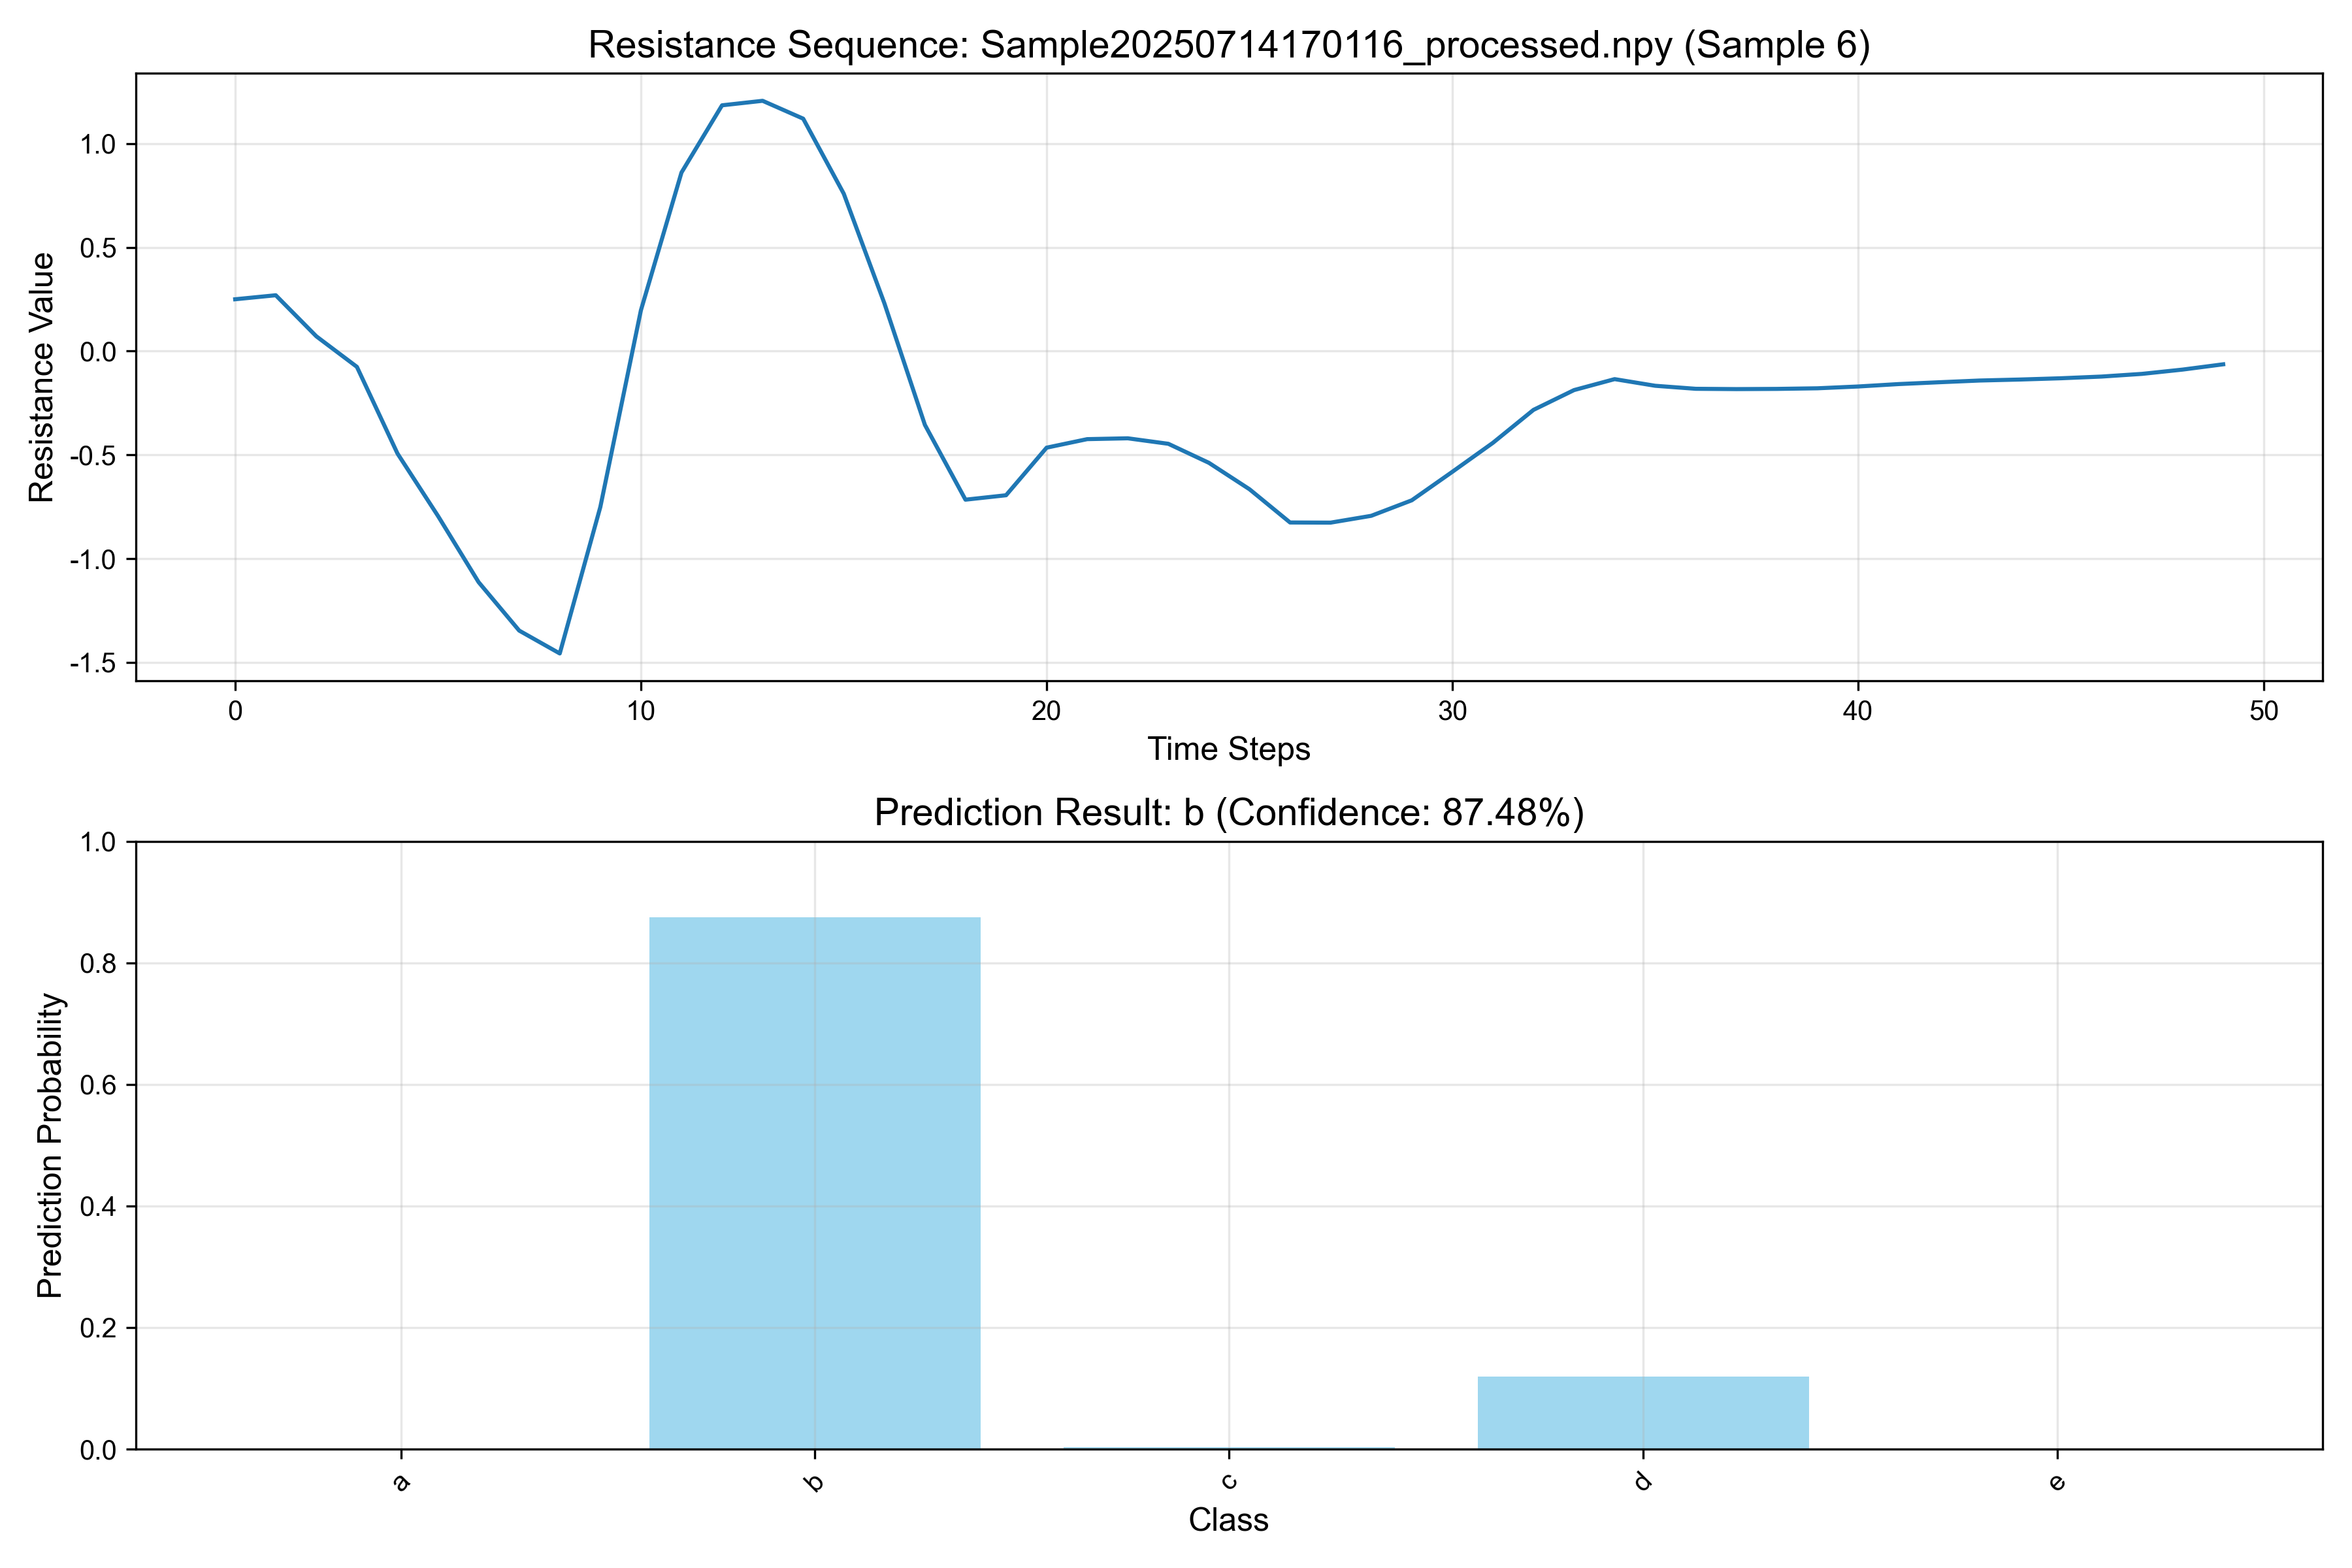 Resistance Sequence: Sample20250714170116_processed.npy (Sample 6)
Resistance Value
1.0
0.5
0.0
-0.5
-1.0
-1.5
0 10 20 30 40 50
Time Steps
Prediction Result: b (Confidence: 87.48%)
Prediction Probability
1.0
0.8
0.6
0.4
0.2
0.0
a b c d e
Class